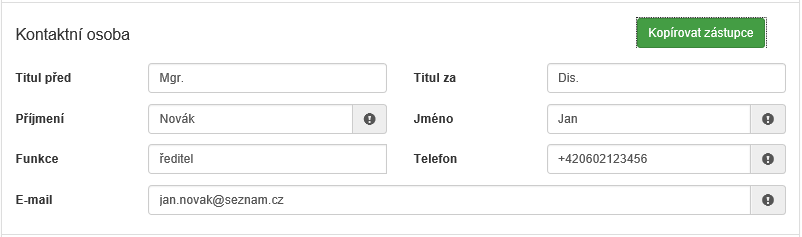 Kontaktní osoba Kopírovat zástupce
Titul před Mgr. Titul za Dis.
Příjmení Novák Jméno Jan
Funkce ředitel Telefon +420602123456
E-mail jan.novak@seznam.cz